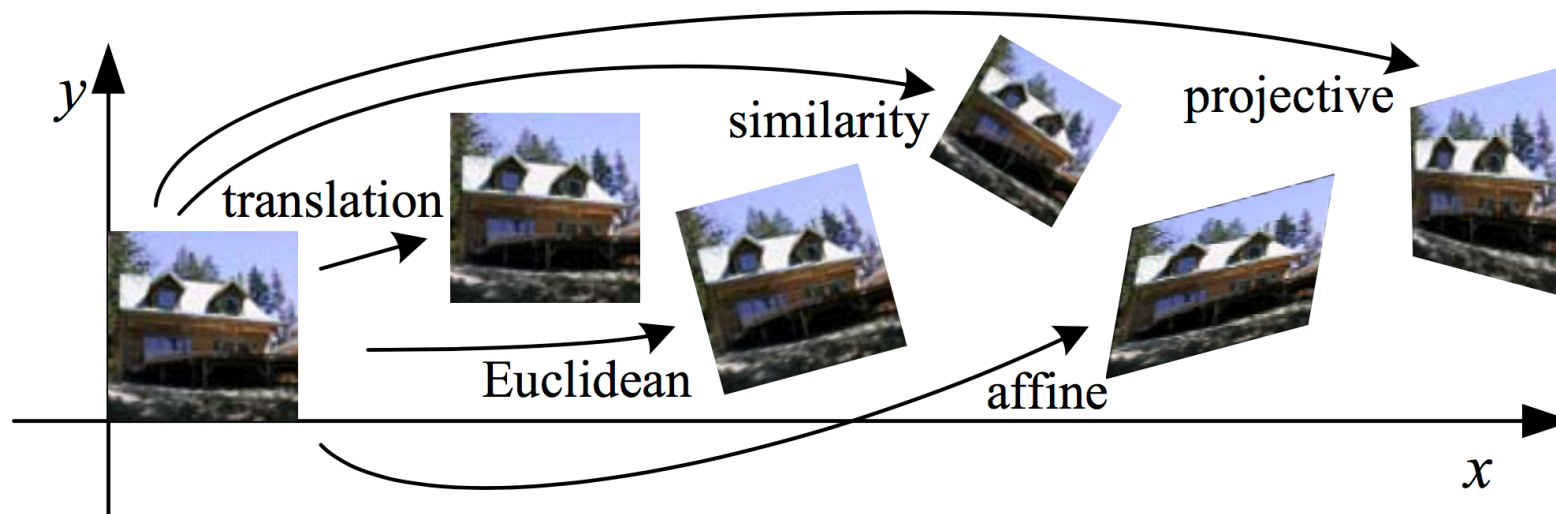 y
similarity
projective
translation
Euclidean
affine
x